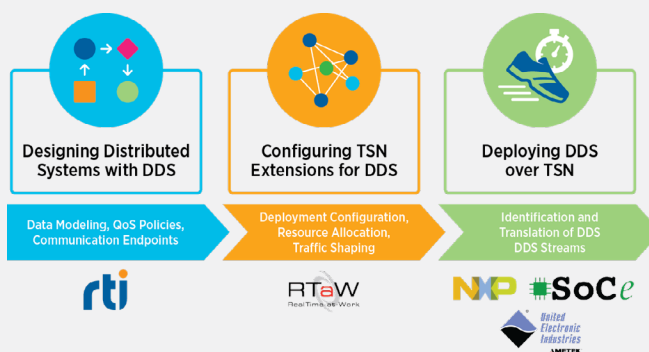 Designing Distributed
Systems with DDS
Configuring TSN
Extensions for DDS
Deploying DDS
over TSN
Data Modeling, QoS Policies,
Communication Endpoints
Deployment Configuration,
Resource Allocation,
Traffic Shaping
Identification and
Translation of DDS
DDS Streams
rti
RTaW
RealTime at Work
NXP
SoCe
United
Electronic
Industries